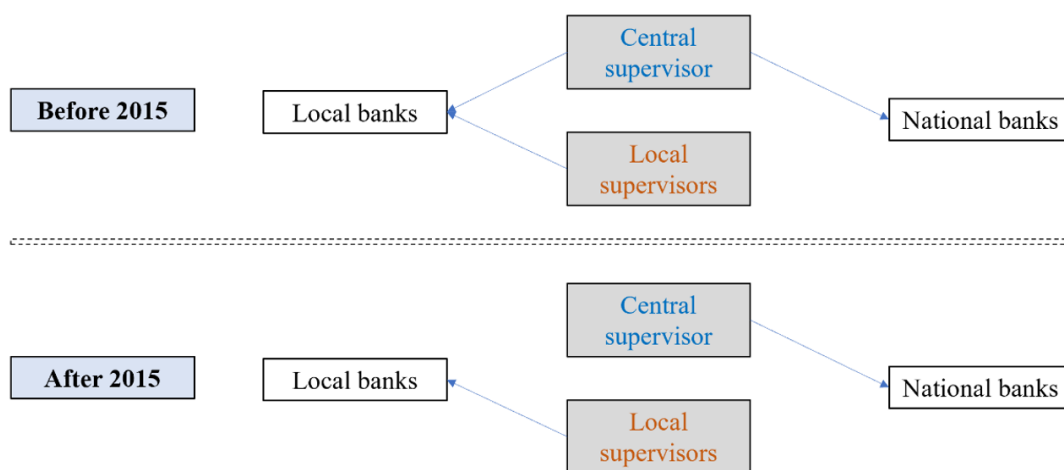 Central
supervisor
Before 2015
Local banks
National banks
Local
supervisors
Central
supervisor
After 2015
Local banks
National banks
Local
supervisors